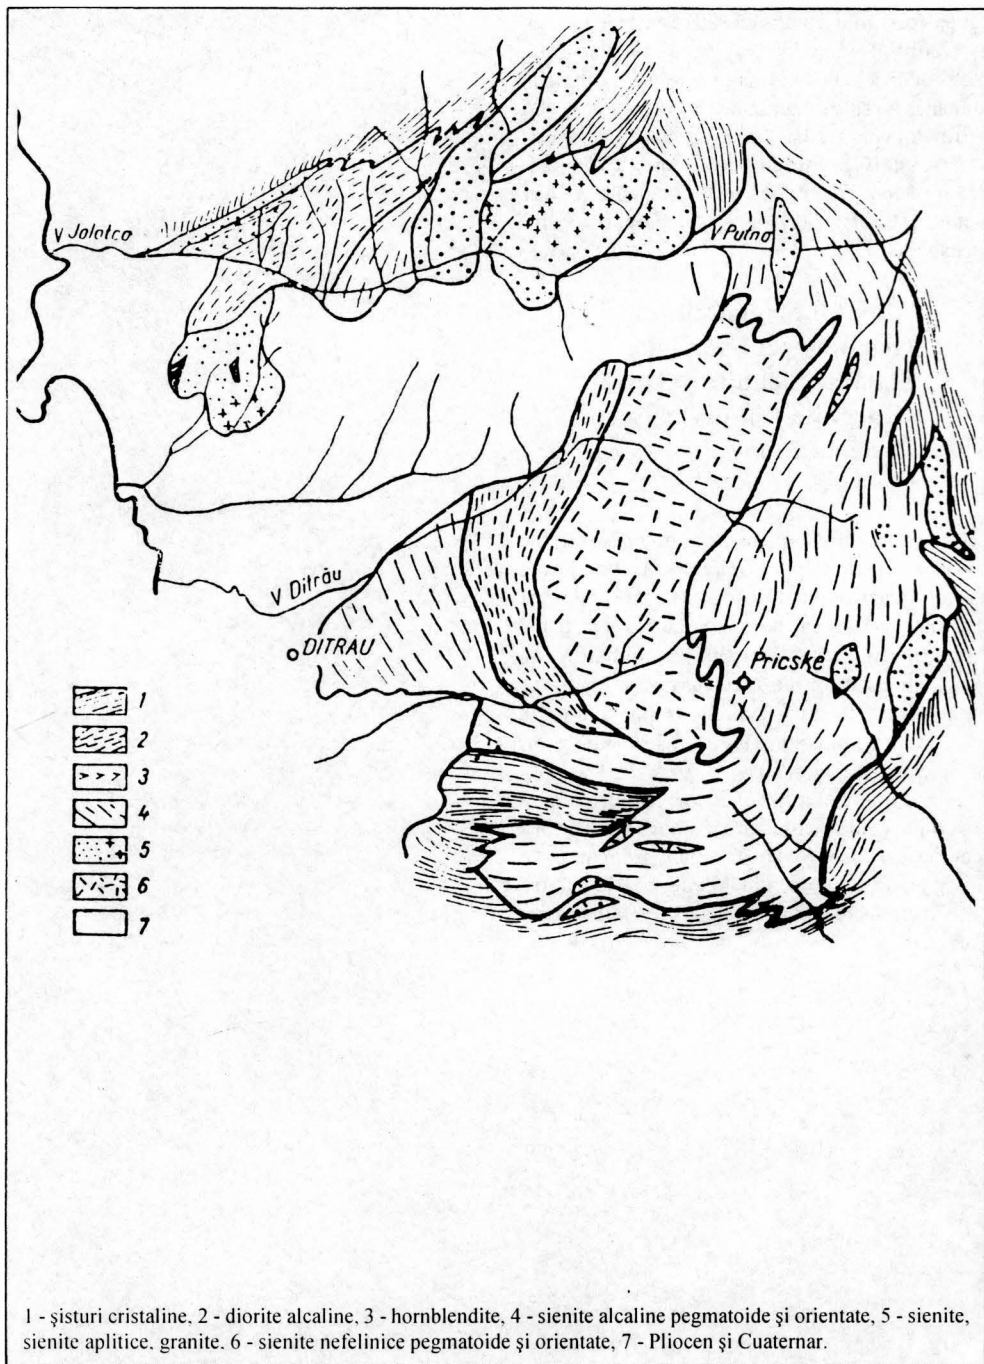 V Jolotca
V Putna
V Ditrău
DITRĂU
Pricske
1
2
3
4
5
6
7
1 - şisturi cristaline, 2 - diorite alcaline, 3 - hornblendite, 4 - sienite alcaline pegmatoide şi orientate, 5 - sienite,
sienite aplitice, granite. 6 - sienite nefelinice pegmatoide şi orientate, 7 - Pliocen şi Cuaternar.